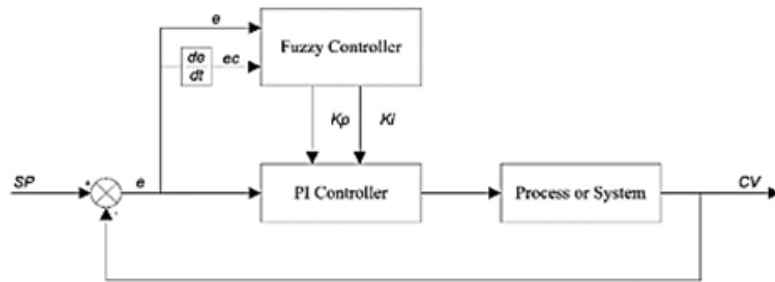 e
Fuzzy Controller
de
dt
ec
Kp
Ki
SP
+
e
PI Controller
Process or System
CV
-